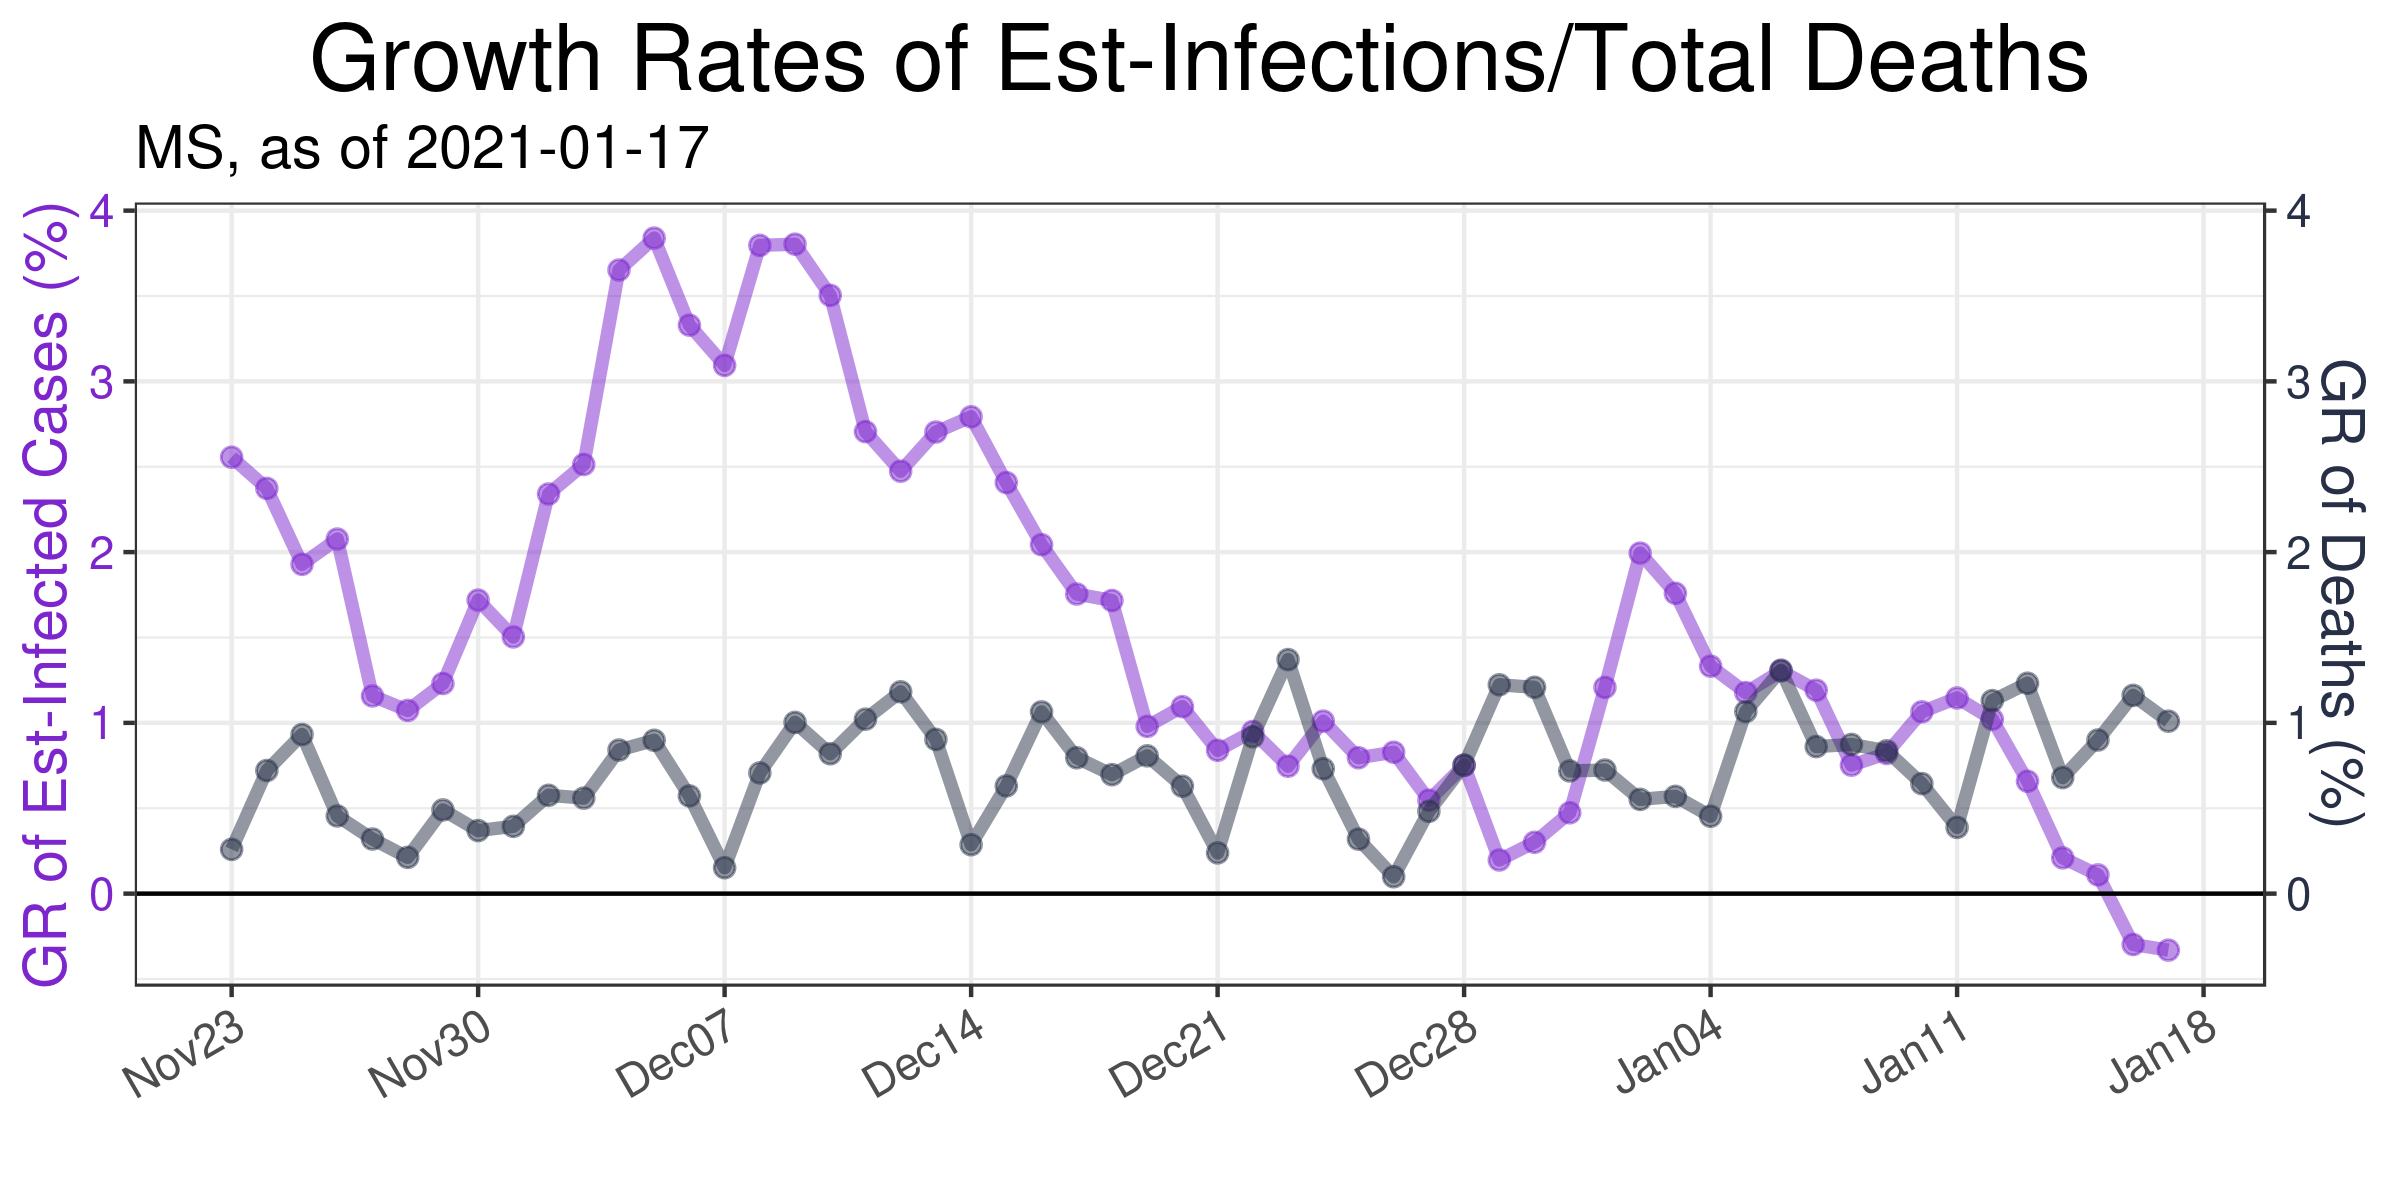 Growth Rates of Est-Infections/Total Deaths
MS, as of 2021-01-17
GR of Est-Infected Cases (%)
4
3
2
1
0
4
3
2
1
0
GR of Deaths (%)
Nov23
Nov30
Dec07
Dec14
Dec21
Dec28
Jan04
Jan11
Jan18